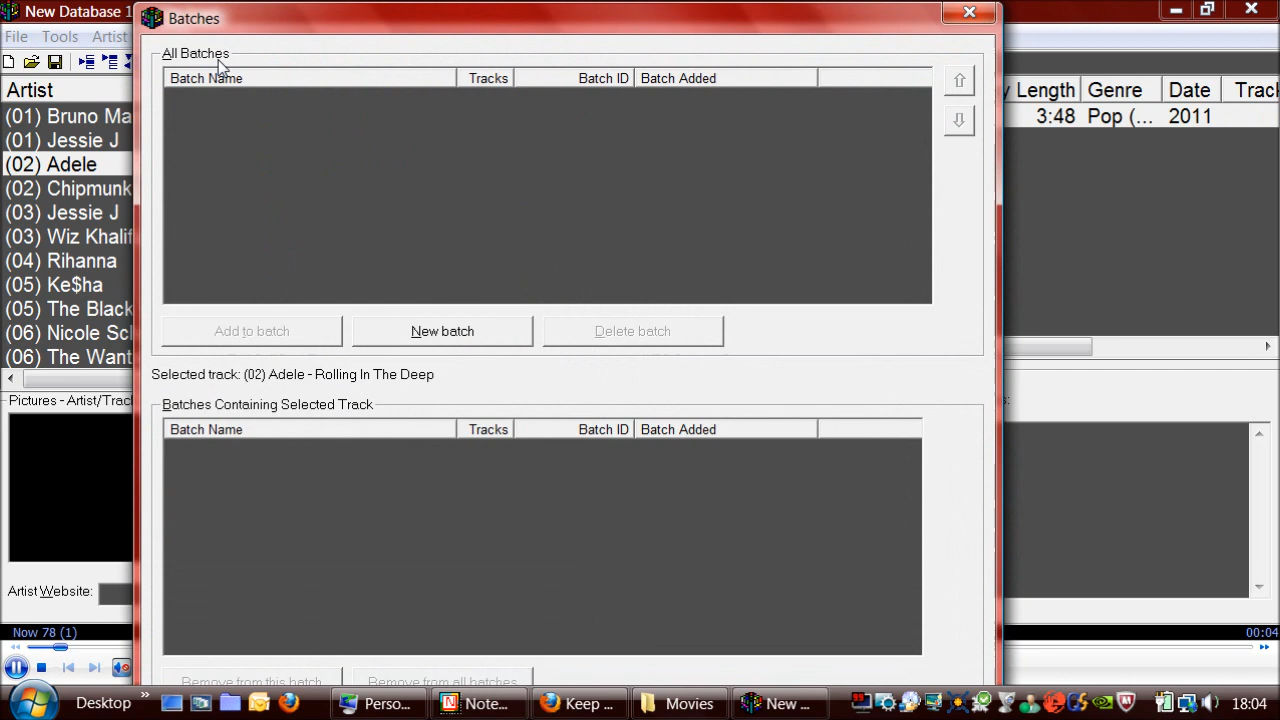 New Database 1
Batches
File Tools Artist
All Batches
Batch Name Tracks Batch ID Batch Added
Artist
Length Genre Date Track
(01) Bruno Ma
3:48 Pop (... 2011
(01) Jessie J
(02) Adele
(02) Chipmunk
(03) Jessie J
(03) Wiz Khalif
(04) Rihanna
(05) Ke$ha
(05) The Black
(06) Nicole Sc
(06) The Want
Add to batch New batch Delete batch
Selected track: (02) Adele - Rolling In The Deep
Pictures - Artist/Track
Batches Containing Selected Track
Batch Name Tracks Batch ID Batch Added
Artist Website:
Now 78 (1)
00:04
Remove from this batch Remove from all batches
Desktop » Perso... Note... Keep ... Movies New ... 99 18:04